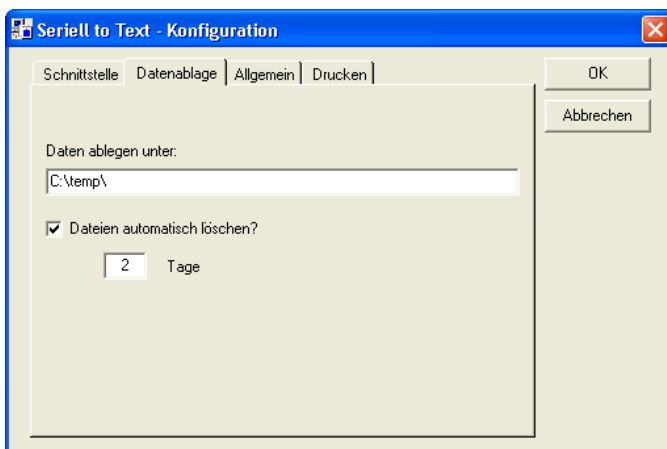 Seriell to Text - Konfiguration
Schnittstelle Datenablage Allgemein Drucken
OK
Abbrechen
Daten ablegen unter:
C:\temp\
Dateien automatisch löschen?
2 Tage